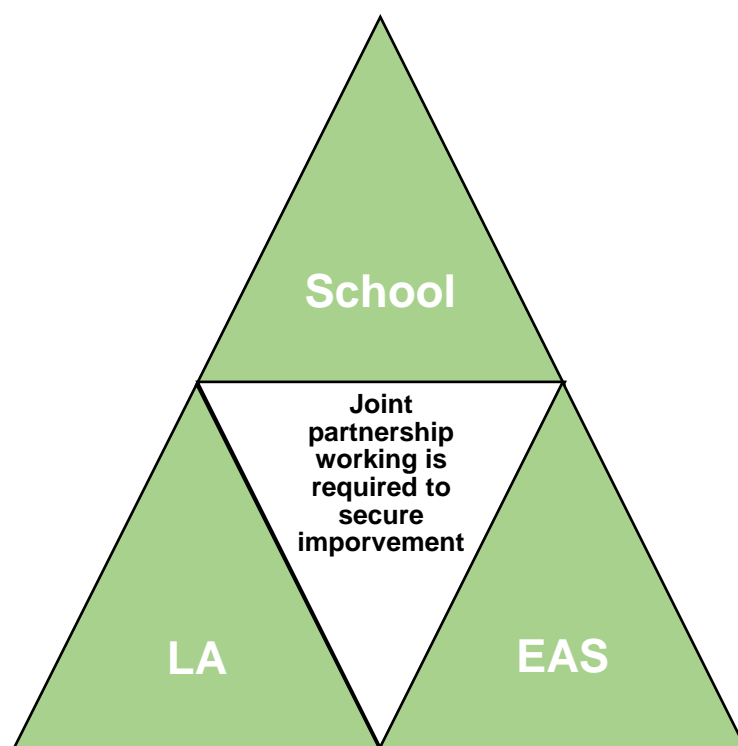 School
Joint
partnership
working is
required to
secure
imporvement
LA
EAS